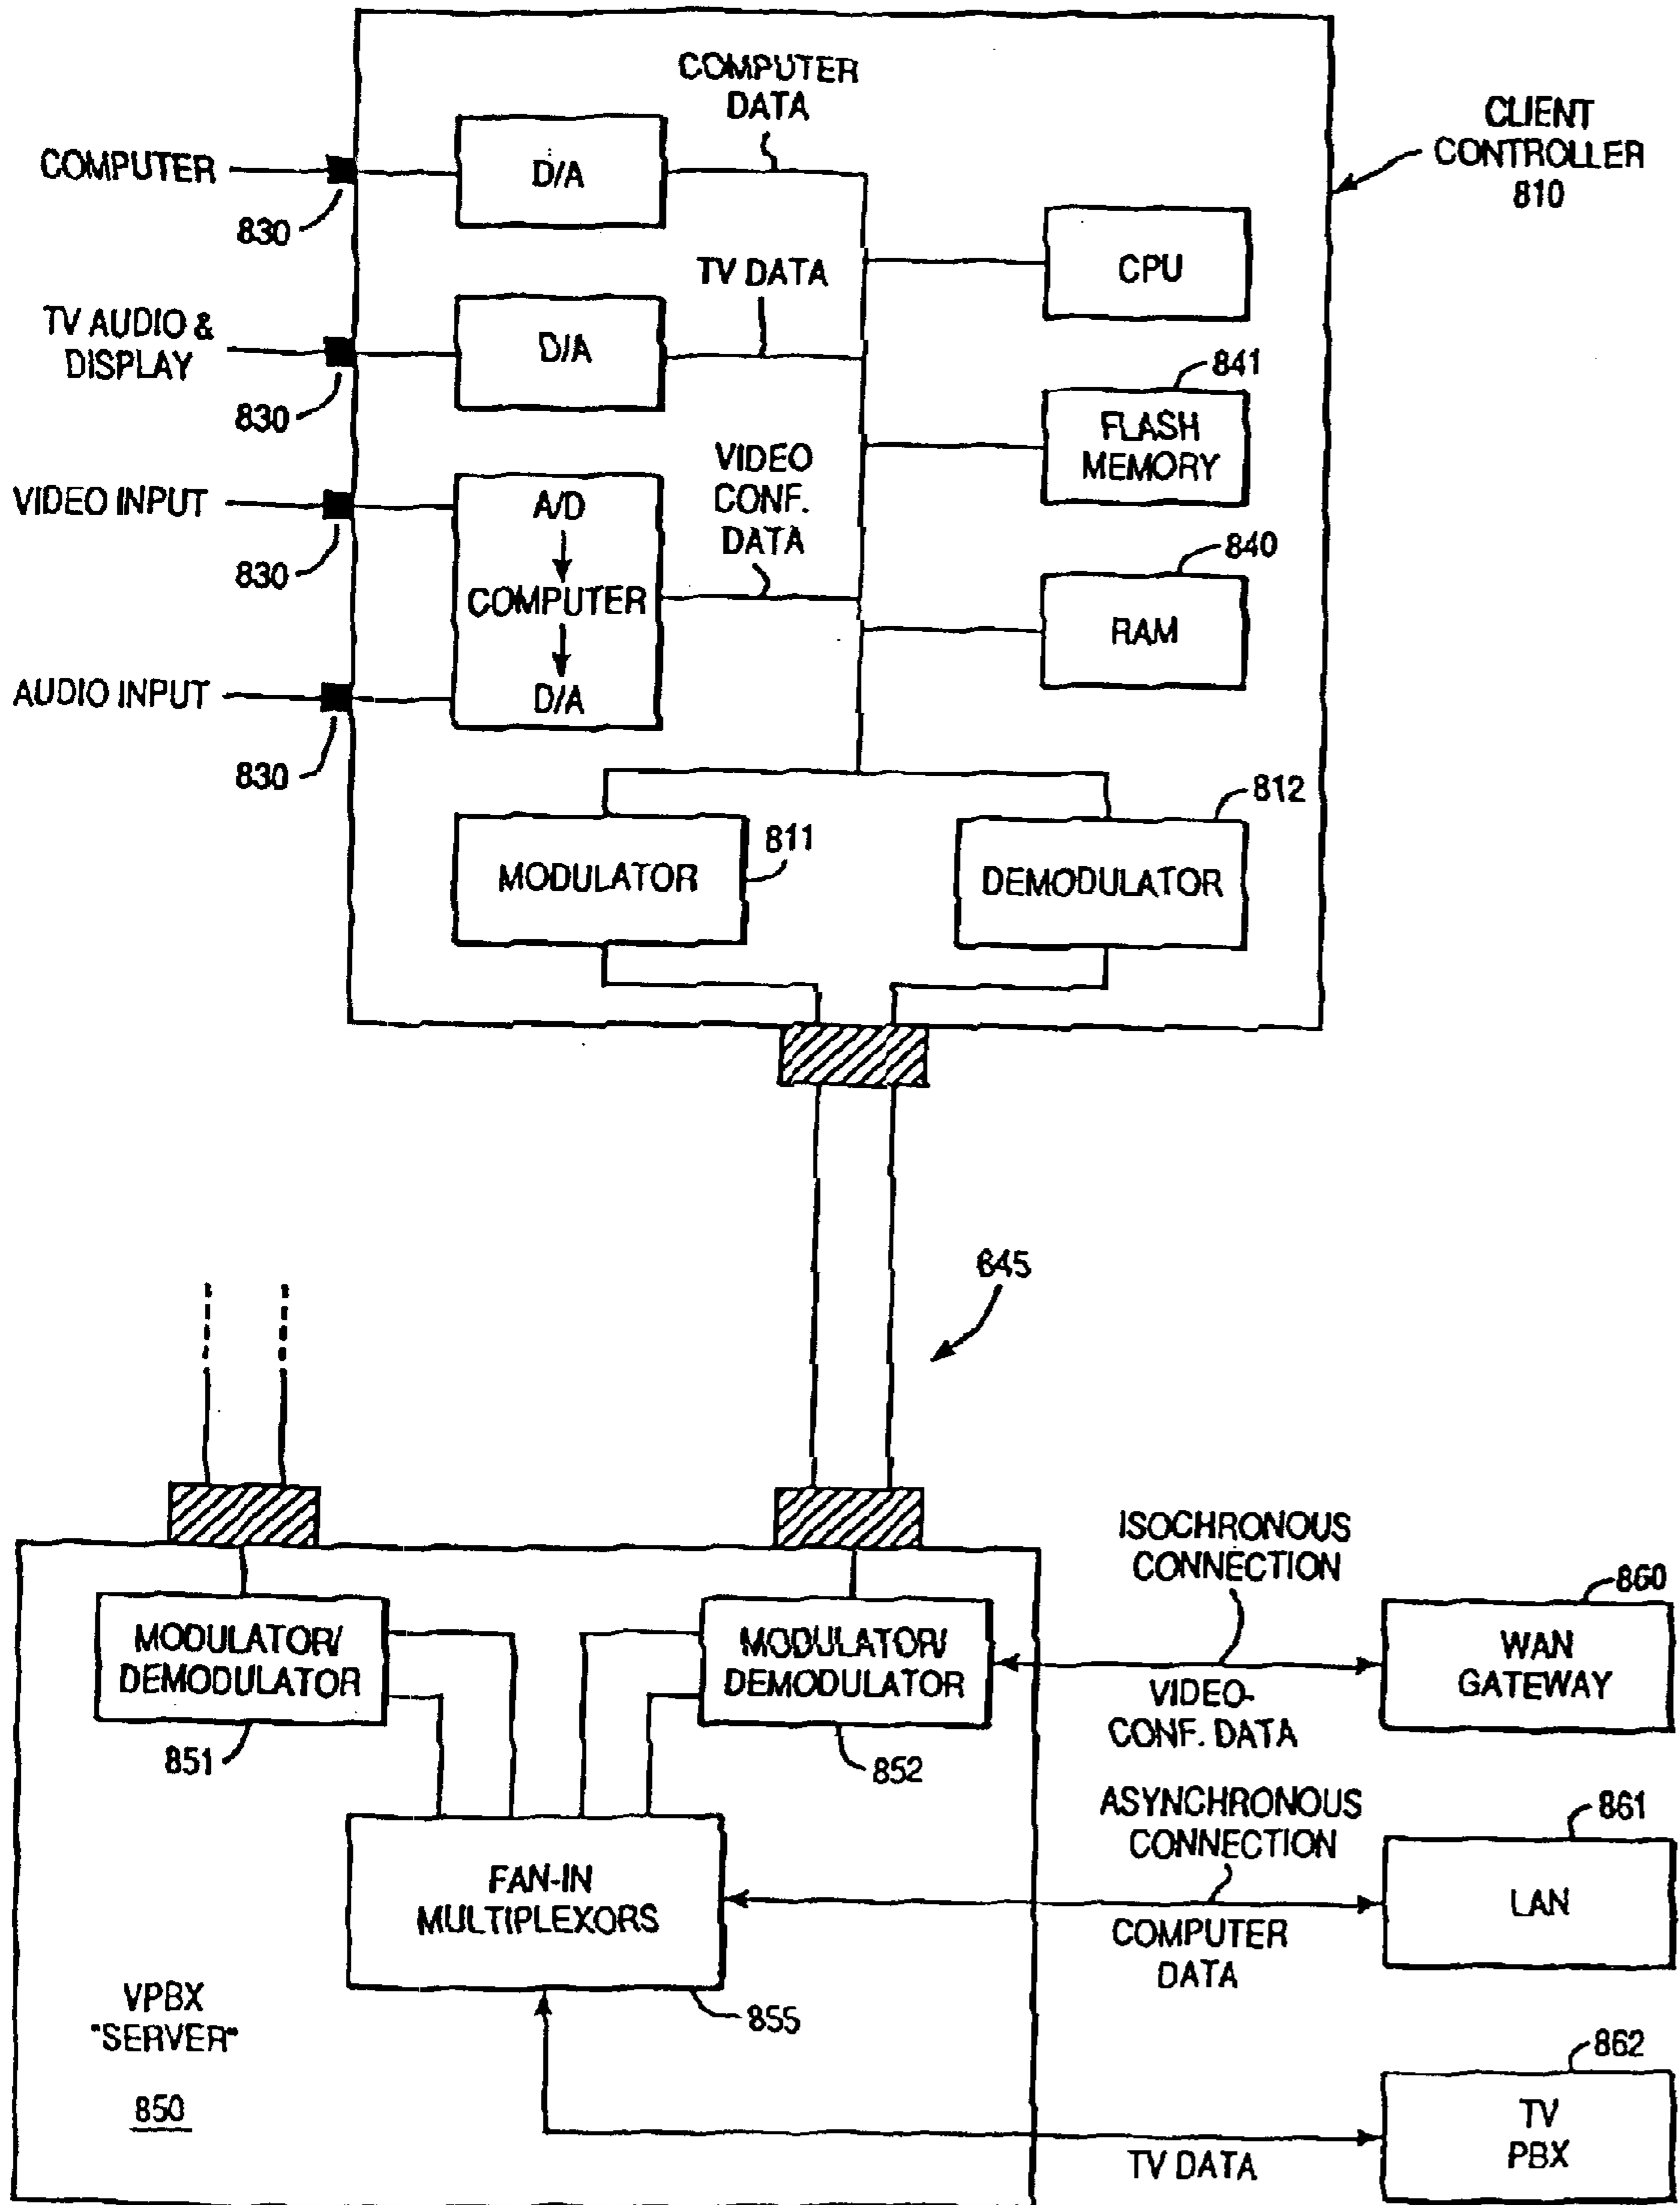 COMPUTER
DATA
CLIENT
CONTROLLER
810
COMPUTER
830
D/A
CPU
TV DATA
TV AUDIO &
DISPLAY
830
D/A
841
FLASH
MEMORY
VIDEO
CONF.
DATA
VIDEO INPUT
830
A/D
COMPUTER
D/A
840
RAM
AUDIO INPUT
830
812
811
MODULATOR
DEMODULATOR
845
ISOCHRONOUS
CONNECTION
860
WAN
GATEWAY
VIDEO-
CONF. DATA
MODULATOR/
DEMODULATOR
851
MODULATOR/
DEMODULATOR
852
ASYNCHRONOUS
CONNECTION
861
LAN
COMPUTER
DATA
FAN-IN
MULTIPLEXORS
855
VPBX
"SERVER"
850
862
TV
PBX
TV DATA